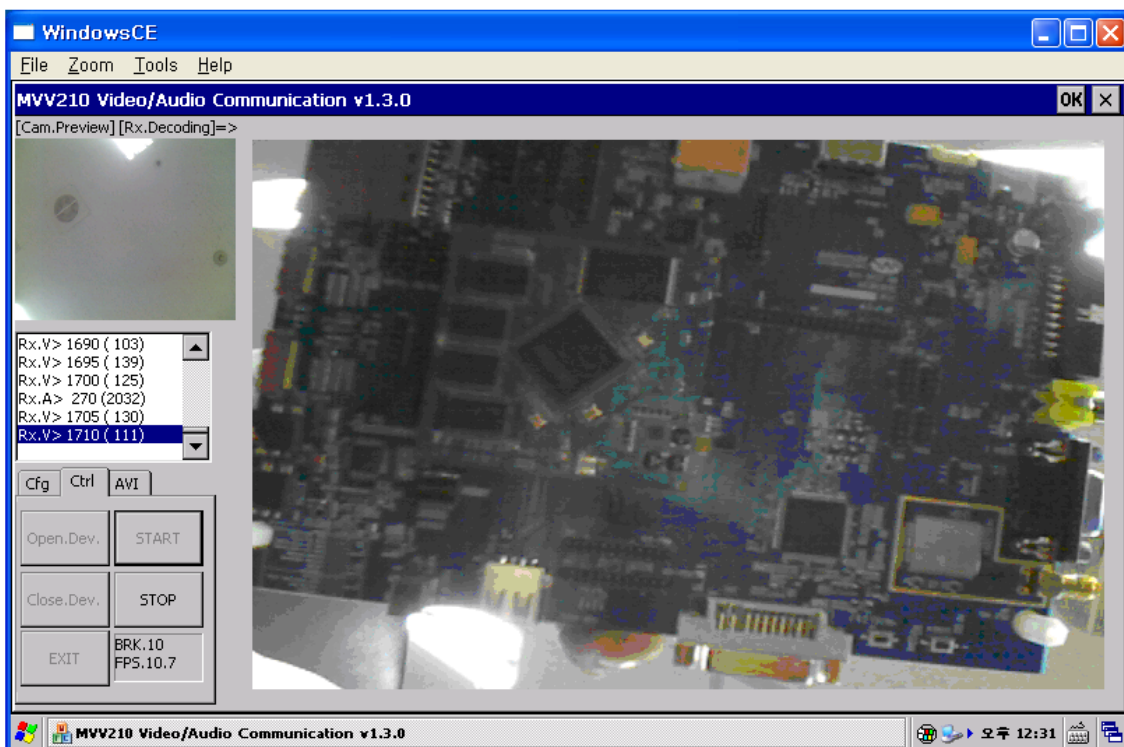 WindowsCE
File Zoom Tools Help
MVV210 Video/Audio Communication v1.3.0 OK
[Cam.Preview] [Rx.Decoding]=>
Rx.V> 1690 ( 103)
Rx.V> 1695 ( 139)
Rx.V> 1700 ( 125)
Rx.A> 270 (2032)
Rx.V> 1705 ( 130)
Rx.V> 1710 ( 111)
Cfg Ctrl AVI
Open.Dev. START
Close.Dev. STOP
EXIT
BRK.10
FPS.10.7
MVV210 Video/Audio Communication v1.3.0 오후 12:31